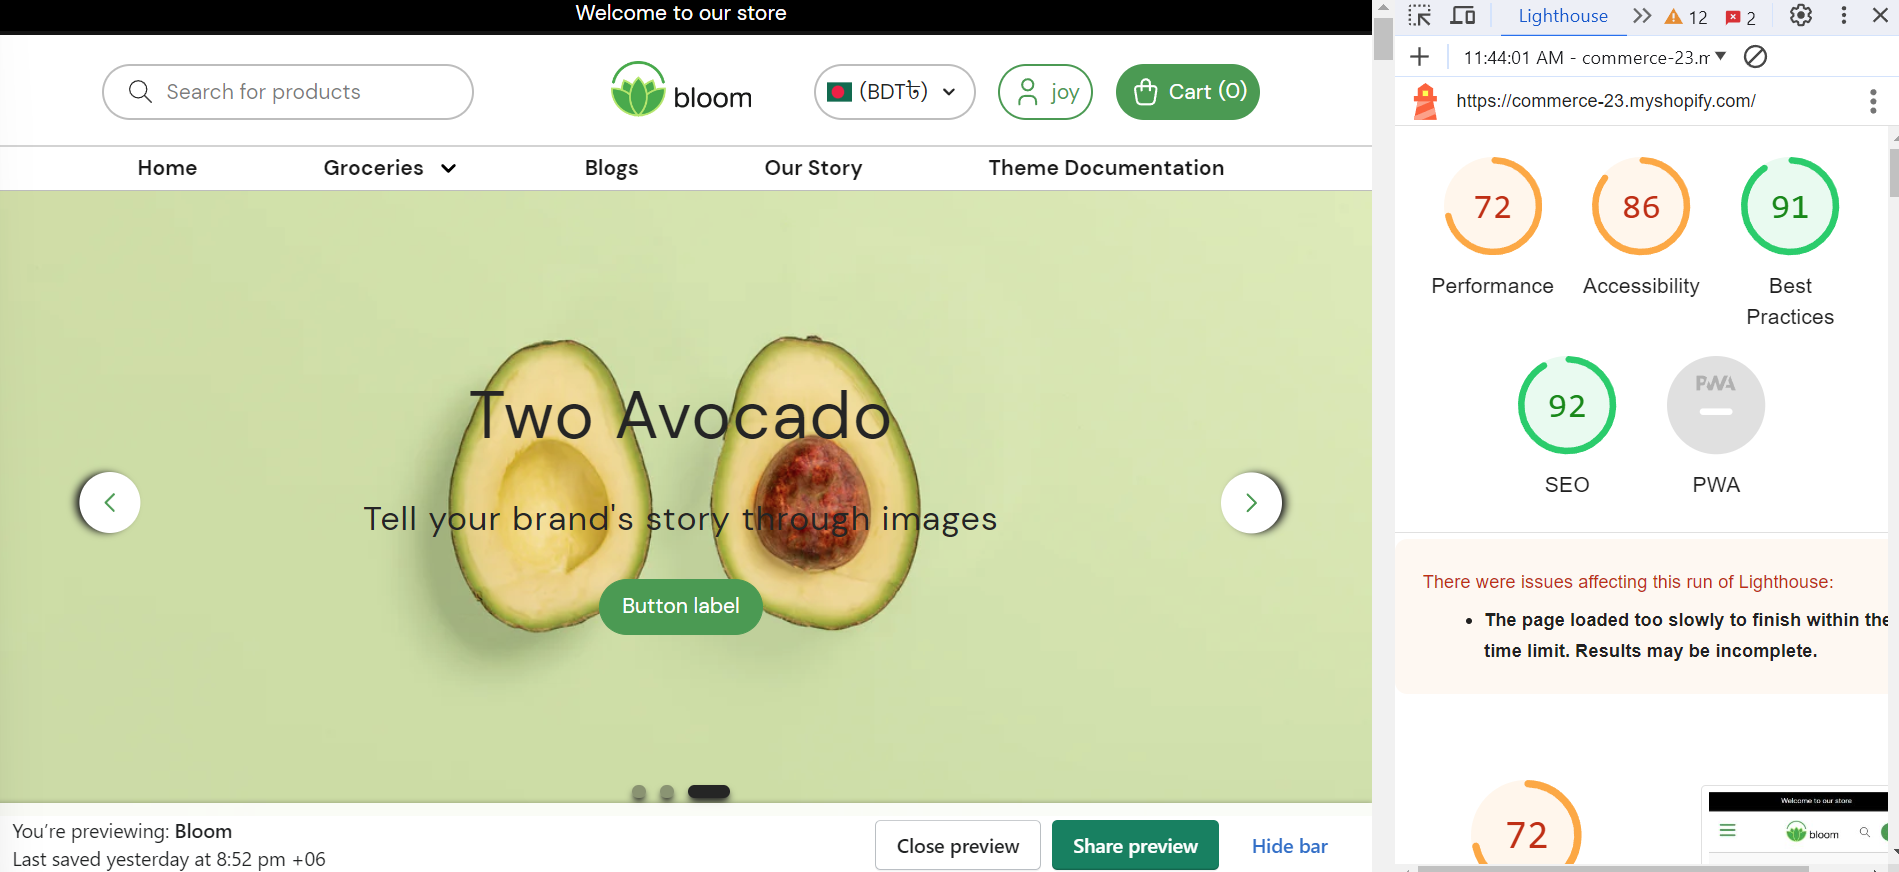 Welcome to our store
Search for products
bloom
(BDT৳)
joy
Cart (0)
Home
Groceries
Blogs
Our Story
Theme Documentation
Two Avocado
Tell your brand's story through images
Button label
You’re previewing: Bloom
Last saved yesterday at 8:52 pm +06
Close preview
Share preview
Hide bar
Lighthouse
12
2
11:44:01 AM - commerce-23.m
https://commerce-23.myshopify.com/
72
Performance
86
Accessibility
91
Best
Practices
92
SEO
PWA
PWA
There were issues affecting this run of Lighthouse:
The page loaded too slowly to finish within the
time limit. Results may be incomplete.
72
Welcome to our store
bloom